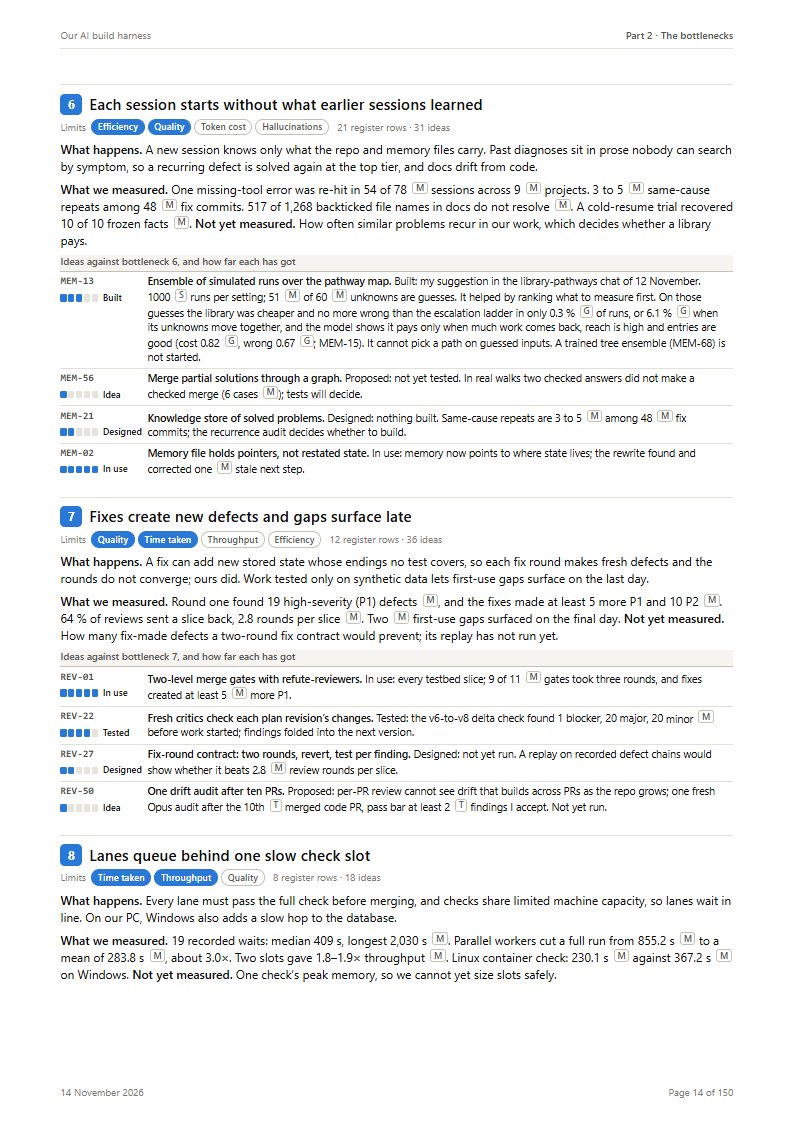 Our AI build harness
Part 2 · The bottlenecks
6 Each session starts without what earlier sessions learned
Limits Efficiency Quality Token cost Hallucinations 21 register rows · 31 ideas
What happens. A new session knows only what the repo and memory files carry. Past diagnoses sit in prose nobody can search
by symptom, so a recurring defect is solved again at the top tier, and docs drift from code.
What we measured. One missing-tool error was re-hit in 54 of 78 M sessions across 9 M projects. 3 to 5 M same-cause
repeats among 48 M fix commits. 517 of 1,268 backticked file names in docs do not resolve M. A cold-resume trial recovered
10 of 10 frozen facts M. Not yet measured. How often similar problems recur in our work, which decides whether a library
pays.
Ideas against bottleneck 6, and how far each has got
MEM-13
Built
Ensemble of simulated runs over the pathway map. Built: my suggestion in the library-pathways chat of 12 November.
1000 S runs per setting; 51 M of 60 M unknowns are guesses. It helped by ranking what to measure first. On those
guesses the library was cheaper and no more wrong than the escalation ladder in only 0.3 % G of runs, or 6.1 % G when
its unknowns move together, and the model shows it pays only when much work comes back, reach is high and entries are
good (cost 0.82 G, wrong 0.67 G; MEM-15). It cannot pick a path on guessed inputs. A trained tree ensemble (MEM-68) is
not started.
MEM-56
Idea
Merge partial solutions through a graph. Proposed: not yet tested. In real walks two checked answers did not make a
checked merge (6 cases M); tests will decide.
MEM-21
Designed
Knowledge store of solved problems. Designed: nothing built. Same-cause repeats are 3 to 5 M among 48 M fix
commits; the recurrence audit decides whether to build.
MEM-02
In use
Memory file holds pointers, not restated state. In use: memory now points to where state lives; the rewrite found and
corrected one M stale next step.
7 Fixes create new defects and gaps surface late
Limits Quality Time taken Throughput Efficiency 12 register rows · 36 ideas
What happens. A fix can add new stored state whose endings no test covers, so each fix round makes fresh defects and the
rounds do not converge; ours did. Work tested only on synthetic data lets first-use gaps surface on the last day.
What we measured. Round one found 19 high-severity (P1) defects M, and the fixes made at least 5 more P1 and 10 P2 M.
64 % of reviews sent a slice back, 2.8 rounds per slice M. Two M first-use gaps surfaced on the final day. Not yet measured.
How many fix-made defects a two-round fix contract would prevent; its replay has not run yet.
Ideas against bottleneck 7, and how far each has got
REV-01
In use
Two-level merge gates with refute-reviewers. In use: every testbed slice; 9 of 11 M gates took three rounds, and fixes
created at least 5 M more P1.
REV-22
Tested
Fresh critics check each plan revision's changes. Tested: the v6-to-v8 delta check found 1 blocker, 20 major, 20 minor M
before work started; findings folded into the next version.
REV-27
Designed
Fix-round contract: two rounds, revert, test per finding. Designed: not yet run. A replay on recorded defect chains would
show whether it beats 2.8 M review rounds per slice.
REV-50
Idea
One drift audit after ten PRs. Proposed: per-PR review cannot see drift that builds across PRs as the repo grows; one fresh
Opus audit after the 10th T merged code PR, pass bar at least 2 T findings I accept. Not yet run.
8 Lanes queue behind one slow check slot
Limits Time taken Throughput Quality 8 register rows · 18 ideas
What happens. Every lane must pass the full check before merging, and checks share limited machine capacity, so lanes wait in
line. On our PC, Windows also adds a slow hop to the database.
What we measured. 19 recorded waits: median 409 s, longest 2,030 s M. Parallel workers cut a full run from 855.2 s M to a
mean of 283.8 s M, about 3.0×. Two slots gave 1.8–1.9× throughput M. Linux container check: 230.1 s M against 367.2 s M
on Windows. Not yet measured. One check's peak memory, so we cannot yet size slots safely.
14 November 2026
Page 14 of 150